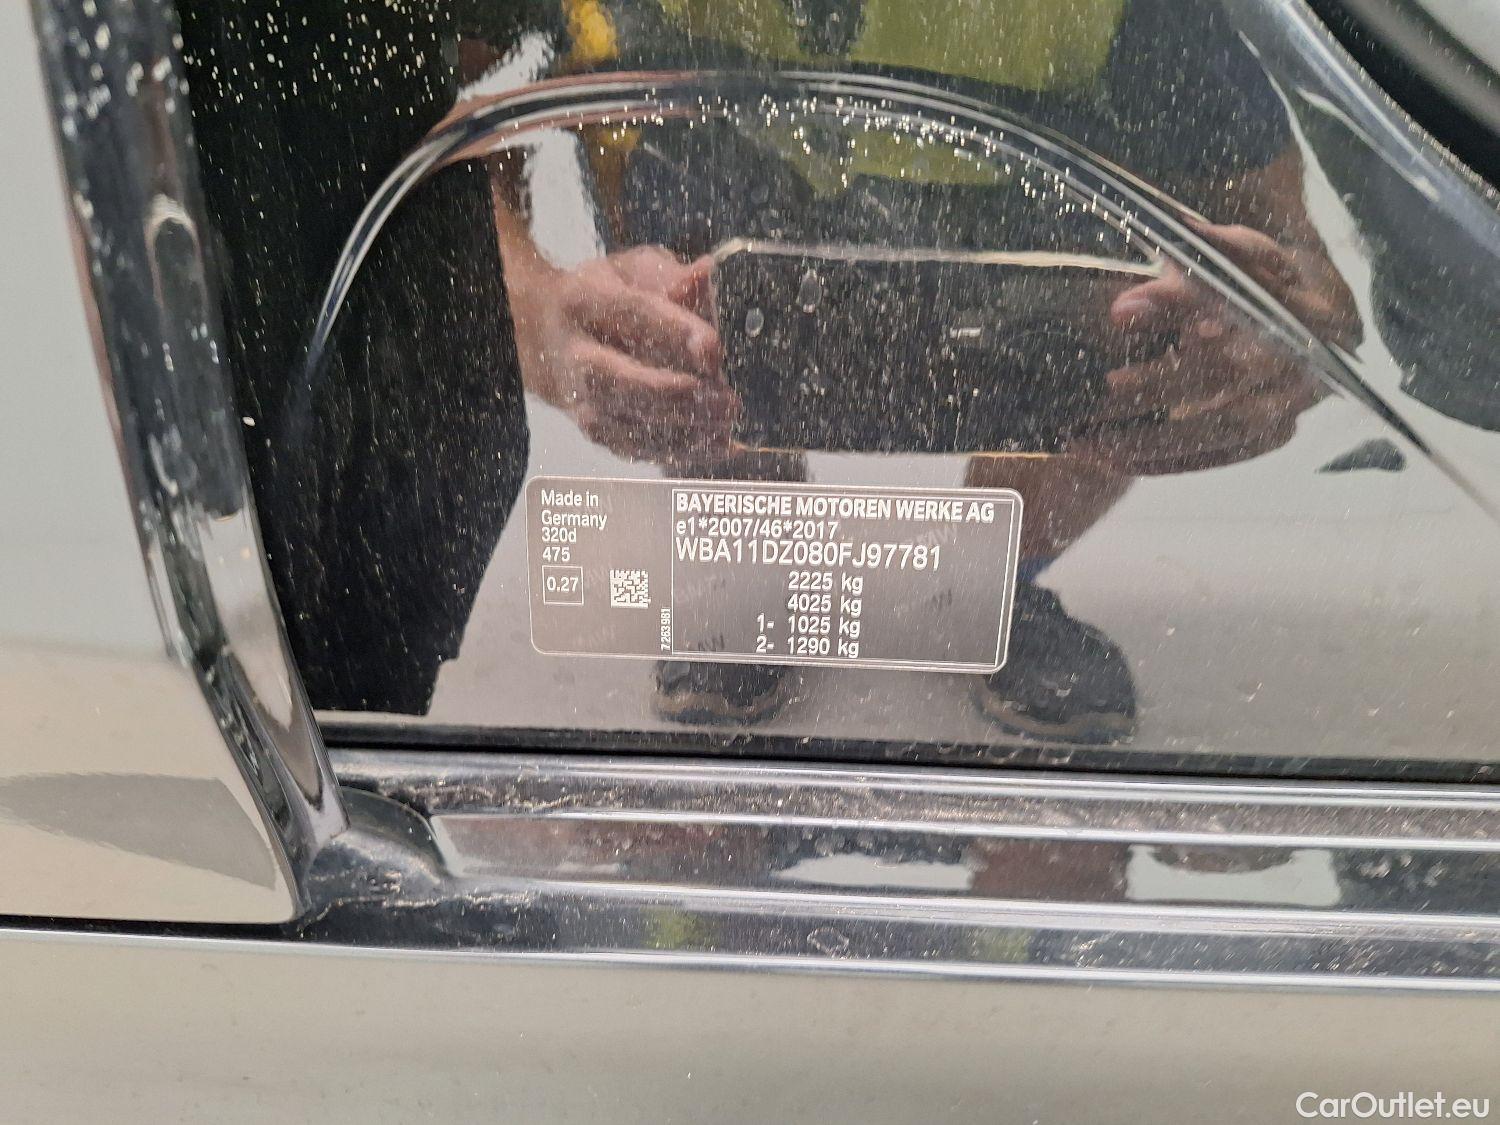 Made in
Germany
320d
475
0.27
7263981
BAYERISCHE MOTOREN WERKE AG
e1*2007/46*2017
WBA11DZ080FJ97781
2225 kg
4025 kg
1- 1025 kg
2- 1290 kg
CarOutlet.eu